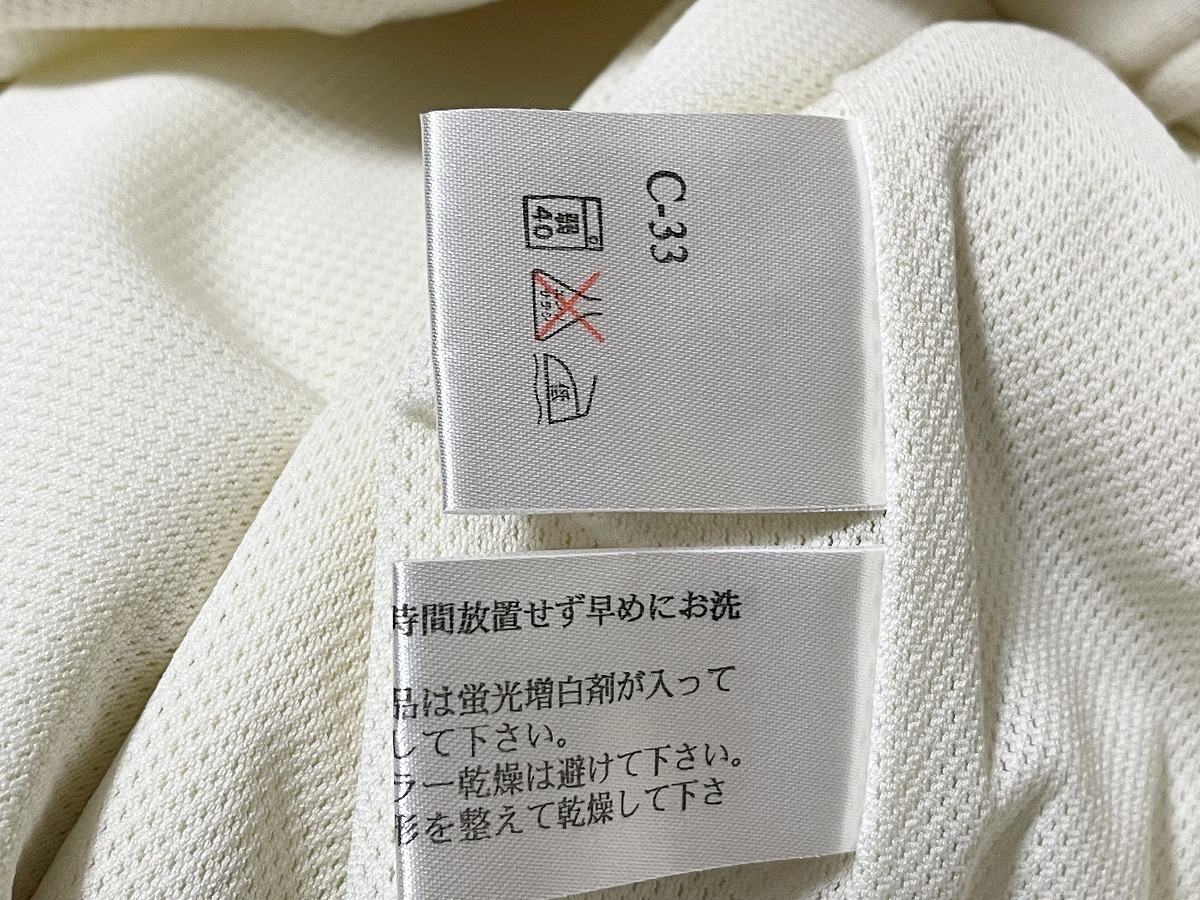 C-33
弱
40
低
時間放置せず早めにお洗
品は蛍光増白剤が入って
して下さい。
ラー乾燥は避けて下さい。
形を整えて乾燥して下さ